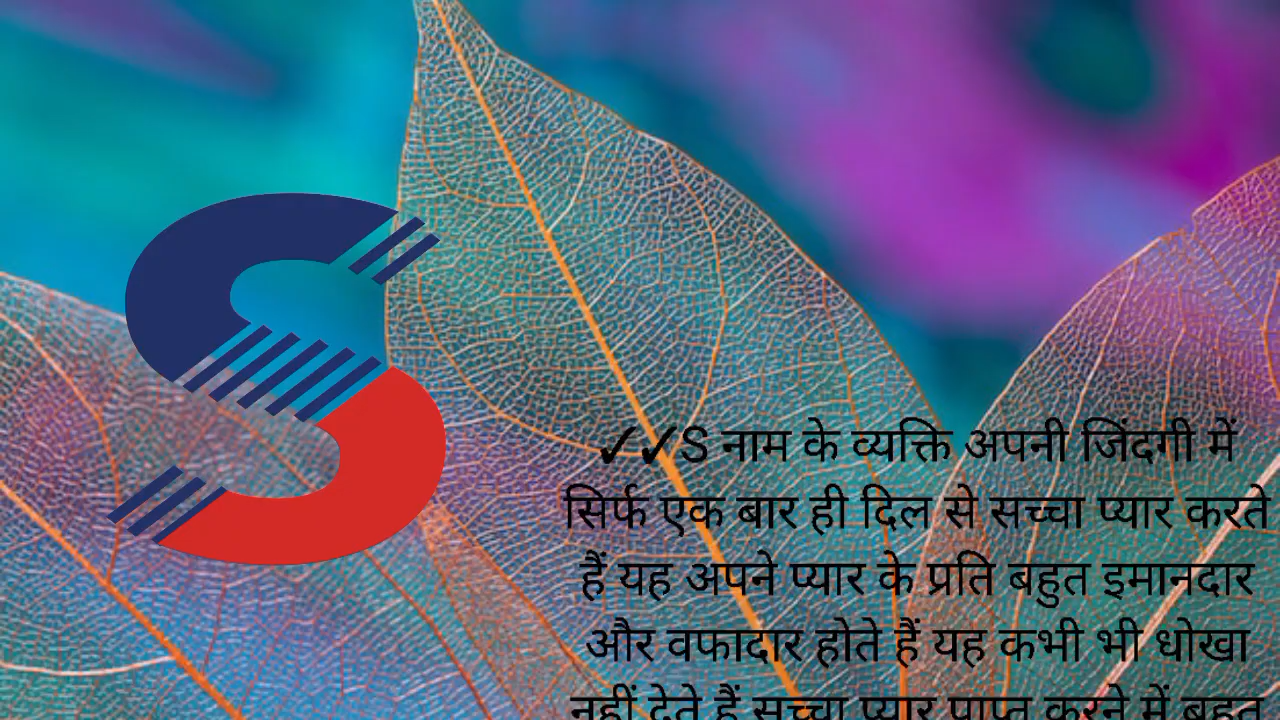 S
✓✓S नाम के व्यक्ति अपनी जिंदगी में
सिर्फ एक बार ही दिल से सच्चा प्यार करते
हैं यह अपने प्यार के प्रति बहुत इमानदार
और वफादार होते हैं यह कभी भी धोखा
नहीं देते हैं सच्चा प्यार प्राप्त करने में बहुत